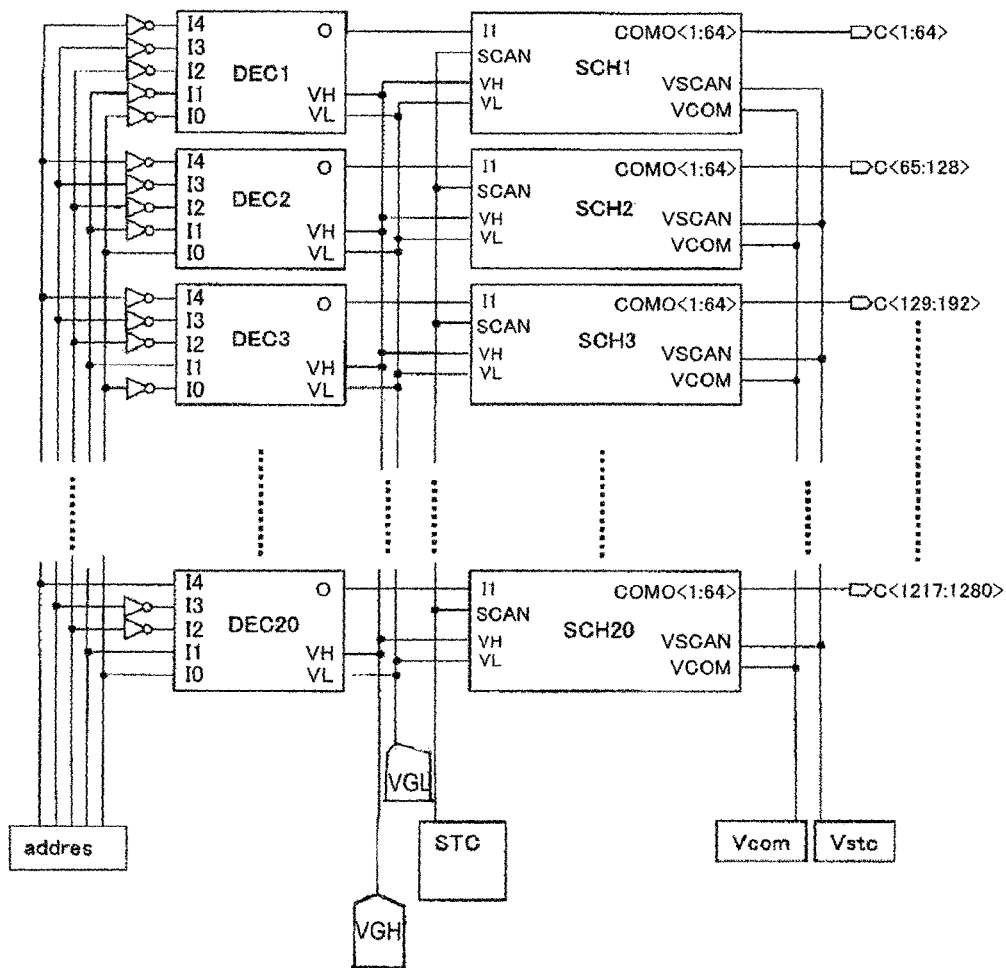 I4 O I1 COMO<1:64> C<1:64>
I3 SCAN
I2 DEC1 SCH1
I1 VH VH VSCAN
I0 VL VL VCOM
I4 O I1 COMO<1:64> C<65:128>
I3 SCAN
I2 DEC2 SCH2
I1 VH VH VSCAN
I0 VL VL VCOM
I4 O I1 COMO<1:64> C<129:192>
I3 SCAN
I2 DEC3 SCH3
I1 VH VH VSCAN
I0 VL VL VCOM
I4 O I1 COMO<1:64> C<1217:1280>
I3 SCAN
I2 DEC20 SCH20
I1 VH VH VSCAN
I0 VL VL VCOM
VGL
addres STC Vcom Vstc
VGH